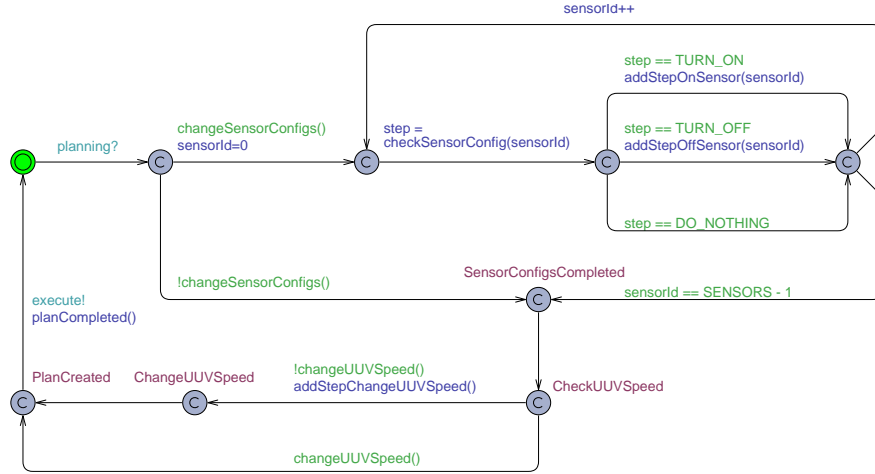 sensorId++
step == TURN_ON
addStepOnSensor(sensorId)
changeSensorConfigs()
sensorId=0
step =
checkSensorConfig(sensorId)
step == TURN_OFF
addStepOffSensor(sensorId)
planning?
C
C
C
C
step == DO_NOTHING
!changeSensorConfigs()
SensorConfigsCompleted
C
sensorId == SENSORS - 1
execute!
planCompleted()
PlanCreated
ChangeUUVSpeed
!changeUUVSpeed()
addStepChangeUUVSpeed()
CheckUUVSpeed
C
C
C
changeUUVSpeed()